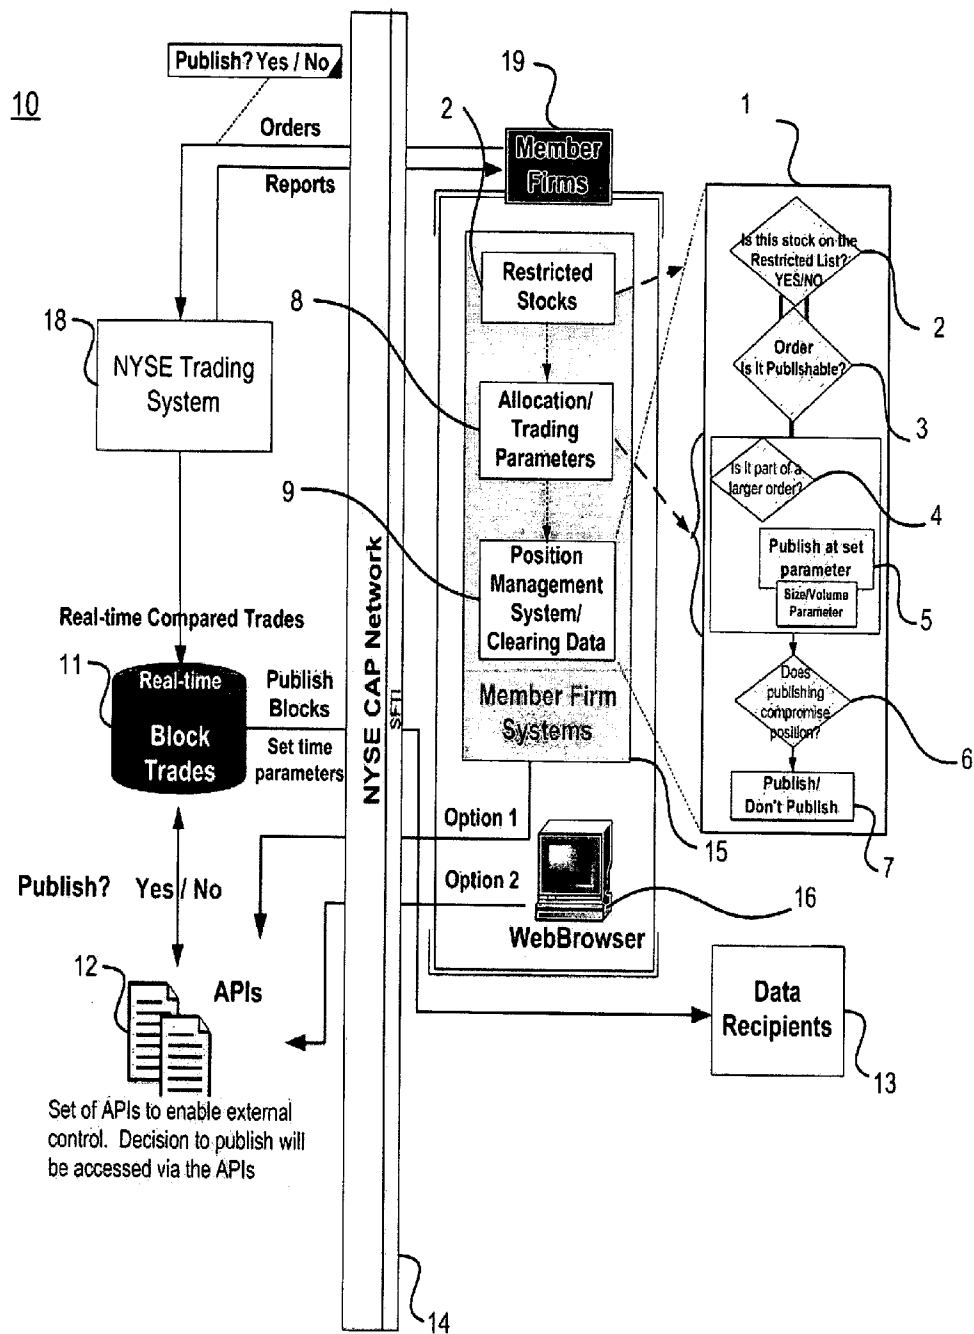 10
Publish? Yes / No
Orders
Reports
18
NYSE Trading
System
Real-time Compared Trades
11
Real-time
Block
Trades
Publish
Blocks
Set time
parameters
Publish? Yes / No
12
APIs
Set of APIs to enable external
control. Decision to publish will
be accessed via the APIs
NYSE CAP Network
SFTI
14
19
Member
Firms
2
Restricted
Stocks
8
Allocation/
Trading
Parameters
9
Position
Management
System/
Clearing Data
Member Firm
Systems
15
Option 1
Option 2
16
WebBrowser
Data
Recipients
13
1
Is this stock on the
Restricted List?
YES/NO
2
Order
Is It Publishable?
3
Is it part of a
larger order?
4
Publish at set
parameter
Size/Volume
Parameter
5
Does
publishing
compromise
position?
6
Publish/
Don't Publish
7